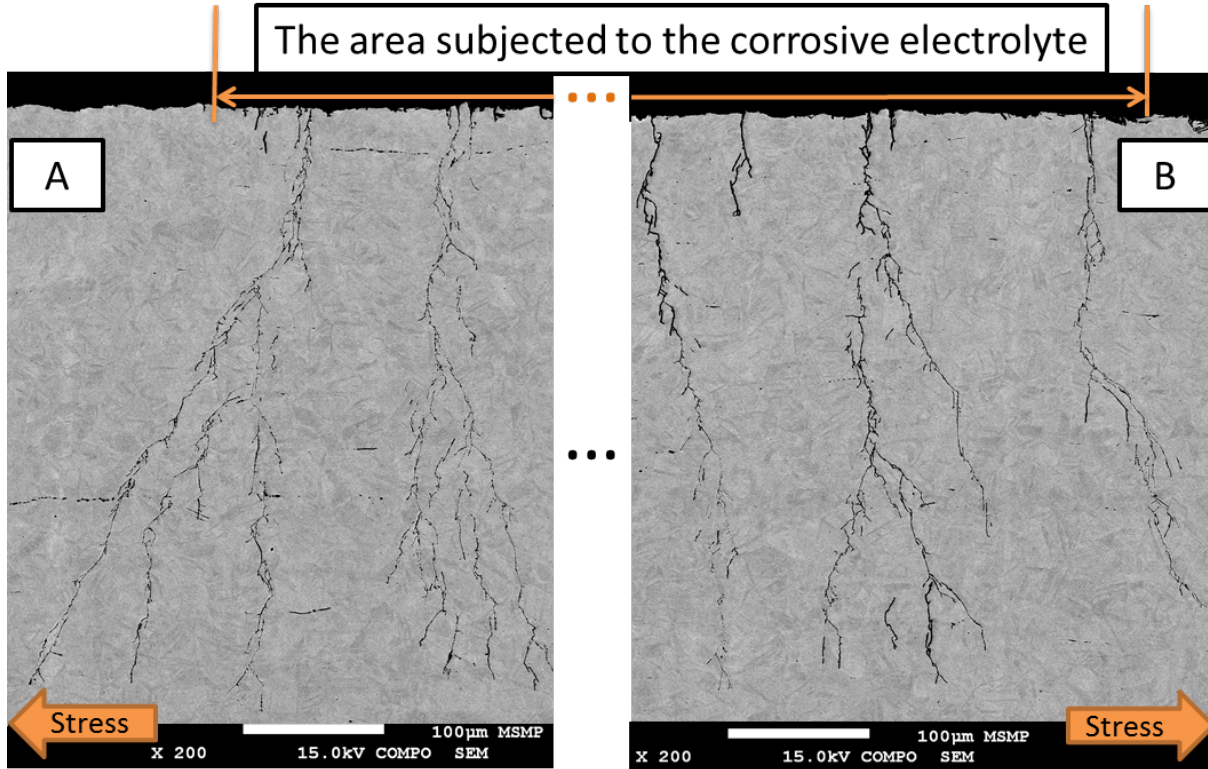 The area subjected to the corrosive electrolyte
...
A
B
...
Stress
Stress
100μm MSMP
X 200
15.0kV COMPO
SEM
100μm MSMP
X 200
15.0kV COMPO
SEM